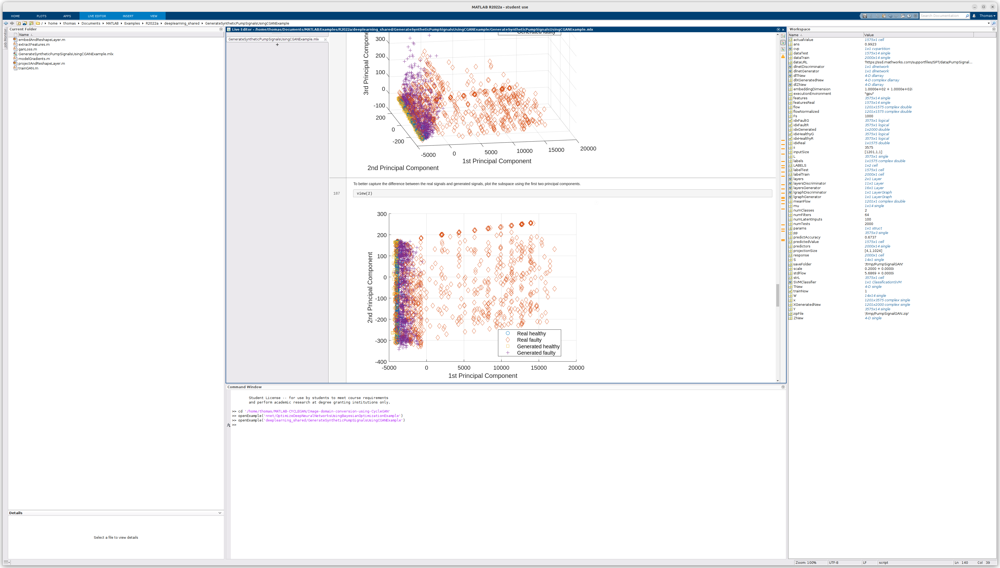 MATLAB R2022a - student use
HOME PLOTS APPS LIVE EDITOR INSERT VIEW
Search Documentation
Thomas
/ home thomas Documents MATLAB Examples R2022a deeplearning_shared GenerateSyntheticPumpSignalsUsingCGANExample
Job Monitor
Current Folder
Name
embedAndReshapeLayer.m
extractFeatures.m
ganLoss.m
GenerateSyntheticPumpSignalsUsingCGANExample.mlx
modelGradients.m
projectAndReshapeLayer.m
trainGAN.m
Details
Select a file to view details
Live Editor - /home/thomas/Documents/MATLAB/Examples/R2022a/deeplearning_shared/GenerateSyntheticPumpSignalsUsingCGANExample/GenerateSyntheticPumpSignalsUsingCGANExample.mlx
GenerateSyntheticPumpSignalsUsingCGANExample.mlx
+
Generated faulty
3rd Principal Compone
300
200
100
0
-100
200
0
-200
-5000 0 5000 10000 15000 20000
1st Principal Component
2nd Principal Component
To better capture the difference between the real signals and generated signals, plot the subspace using the first two principal components.
187 view(2)
300
200
100
0
-100
-200
-300
-400
2nd Principal Component
Real healthy
Real faulty
Generated healthy
Generated faulty
-5000 0 5000 10000 15000 20000
1st Principal Component
Command Window
Student License -- for use by students to meet course requirements
and perform academic research at degree granting institutions only.
>> cd '/home/thomas/MATLAB-CYCLEGAN/Image-domain-conversion-using-CycleGAN'
>> openExample('nnet/OptimizeDeepNeuralNetworksUsingBayesianOptimizationExample')
>> openExample('deeplearning_shared/GenerateSyntheticPumpSignalsUsingCGANExample')
fx >>
Workspace
Name Value
actualValue 1575x1 cell
ans 0.9923
cvp 1x1 cvpartition
dataTest 1575x14 single
dataTrain 2000x14 single
dataURL 'https://ssd.mathworks.com/supportfiles/SPT/data/PumpSignal...
dlnetDiscriminator 1x1 dlnetwork
dlnetGenerator 1x1 dlnetwork
dlTNew 4-D dlarray
dlXGeneratedNew 4-D complex dlarray
dlZNew 4-D dlarray
embeddingDimension 1.0000e+02 + 1.0000e+02i
executionEnvironment "gpu"
features 3575x14 single
featuresReal 1575x14 single
flow 1201x1575 complex double
flowNormalized 1201x1575 complex double
Fs 1000
idxFaultG 3575x1 logical
idxFaultR 3575x1 logical
idxGenerated 1x2000 double
idxHealthyG 3575x1 logical
idxHealthyR 3575x1 logical
idxReal 1x1575 double
ii 3575
inputSize [1201,1,1]
L 3575x1 single
labels 1x1575 complex double
LABELS 1x2 cell
labelTest 1575x1 cell
labelTrain 2000x1 cell
layers 2x1 Layer
layersDiscriminator 11x1 Layer
layersGenerator 16x1 Layer
lgraphDiscriminator 1x1 LayerGraph
lgraphGenerator 1x1 LayerGraph
meanFlow 1201x1 complex double
mu 1x14 single
numClasses 2
numFilters 64
numLatentInputs 100
numTests 2000
params 1x1 struct
pp 3575x3 single
predictAccuracy 0.6737
predictedValue 1575x1 cell
predictors 2000x14 single
projectionSize [4,1,1024]
response 2000x1 cell
S 14x1 single
saveFolder '/tmp/PumpSignalGAN'
scale 0.2000 + 0.0000i
stdFlow 5.6869 + 0.0000i
strL 3575x1 cell
SVMClassifier 1x1 ClassificationSVM
TNew 4-D single
trainNow 1
W 14x14 single
x 1201x3575 complex single
XGeneratedNew 1201x2000 complex single
Y 3575x14 single
zipFile '/tmp/PumpSignalGAN.zip'
ZNew 4-D single
Zoom: 100% UTF-8 LF script Ln 140 Col 39